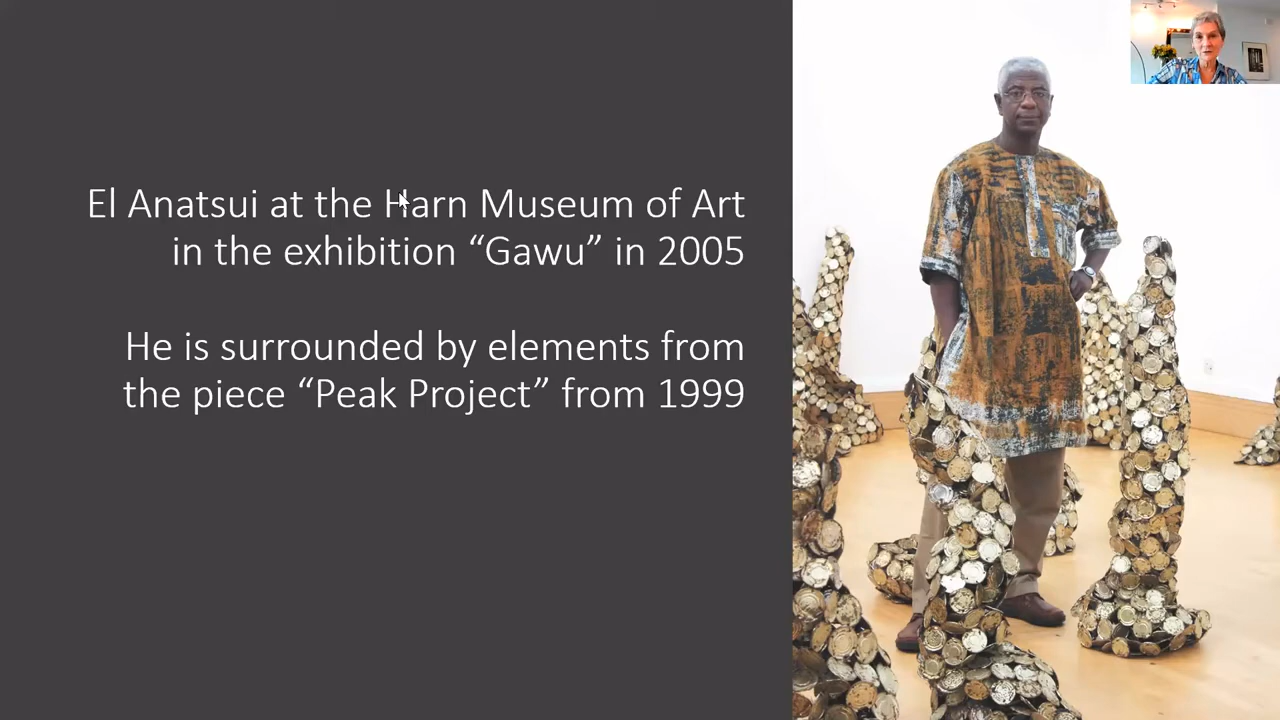 El Anatsui at the Harn Museum of Art
in the exhibition “Gawu” in 2005
He is surrounded by elements from
the piece “Peak Project” from 1999